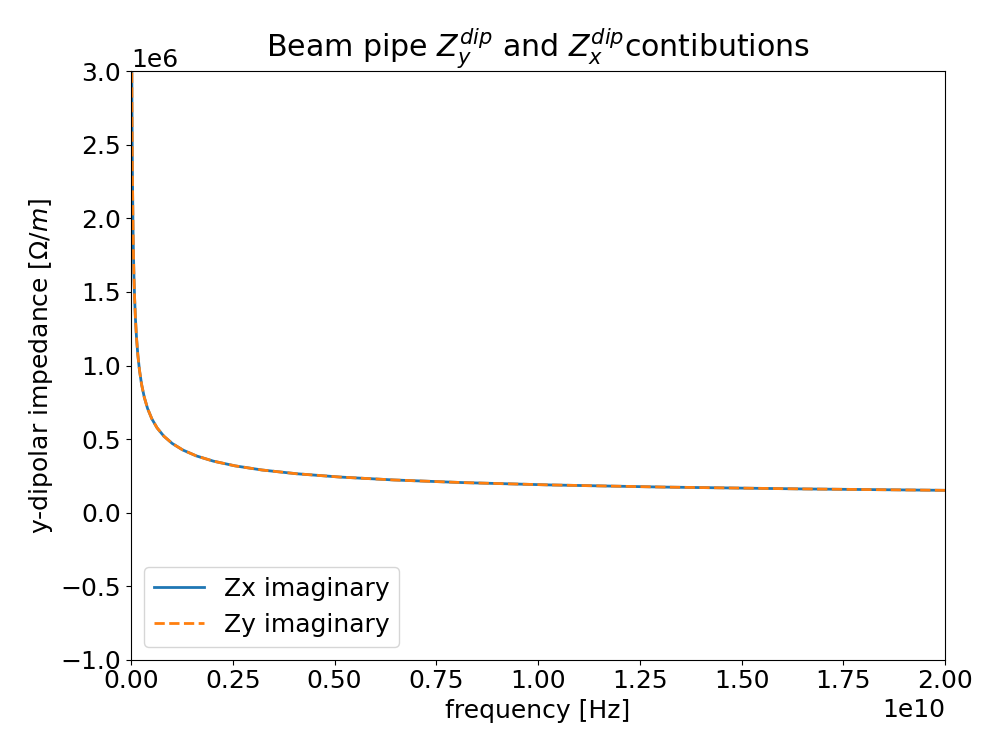 Beam pipe $Z_y^{dip}$ and $Z_x^{dip}$contibutions
1e6
3.0
2.5
2.0
1.5
1.0
0.5
0.0
−0.5
−1.0
y-dipolar impedance [Ω/m]
Zx imaginary
Zy imaginary
0.00 0.25 0.50 0.75 1.00 1.25 1.50 1.75 2.00
1e10
frequency [Hz]